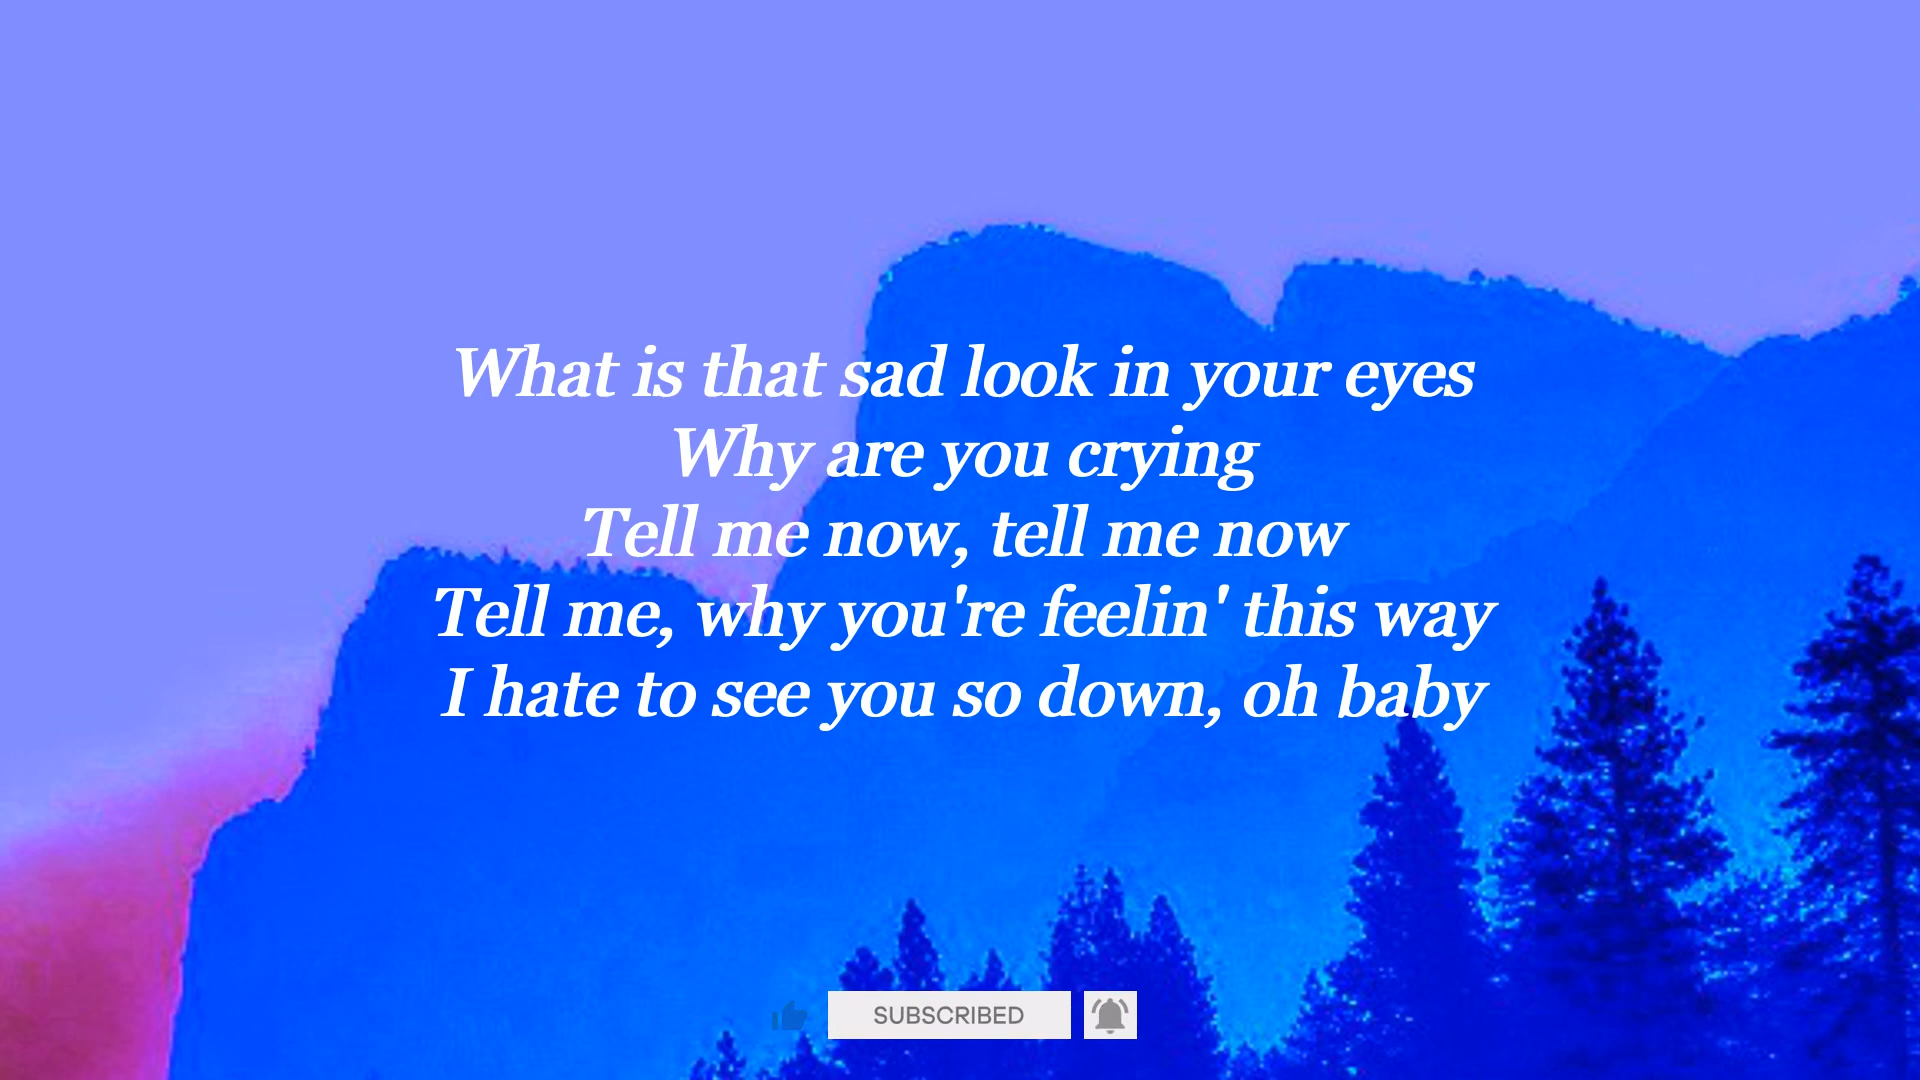 What is that sad look in your eyes
Why are you crying
Tell me now, tell me now
Tell me, why you're feelin' this way
I hate to see you so down, oh baby
SUBSCRIBED